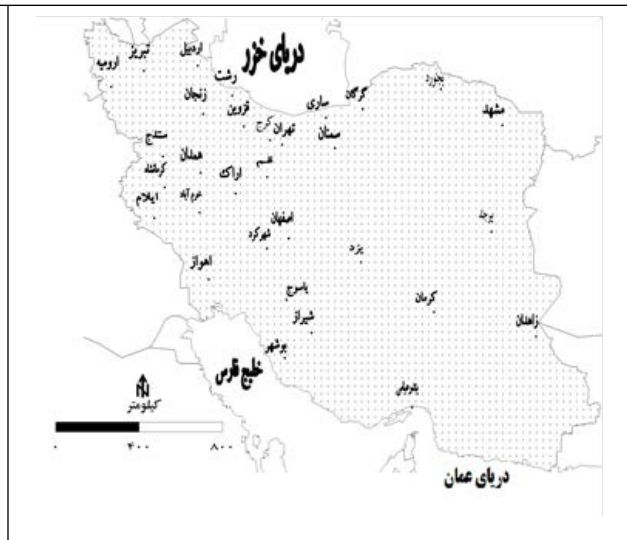 دریای خزر
تبریز
اردبیل
ارومیه
رشت
زنجان
قزوین
کرج
تهران
ساری
گرگان
بجنورد
مشهد
سمنان
سنندج
همدان
قم
کرمانشاه
اراک
ایلام
خرم آباد
بیرجند
اصفهان
شهرکرد
یزد
اهواز
یاسوج
کرمان
شیراز
زاهدان
بوشهر
خلیج فارس
بندرعباس
N
کیلومتر
۰ ۴۰۰ ۸۰۰
دریای عمان